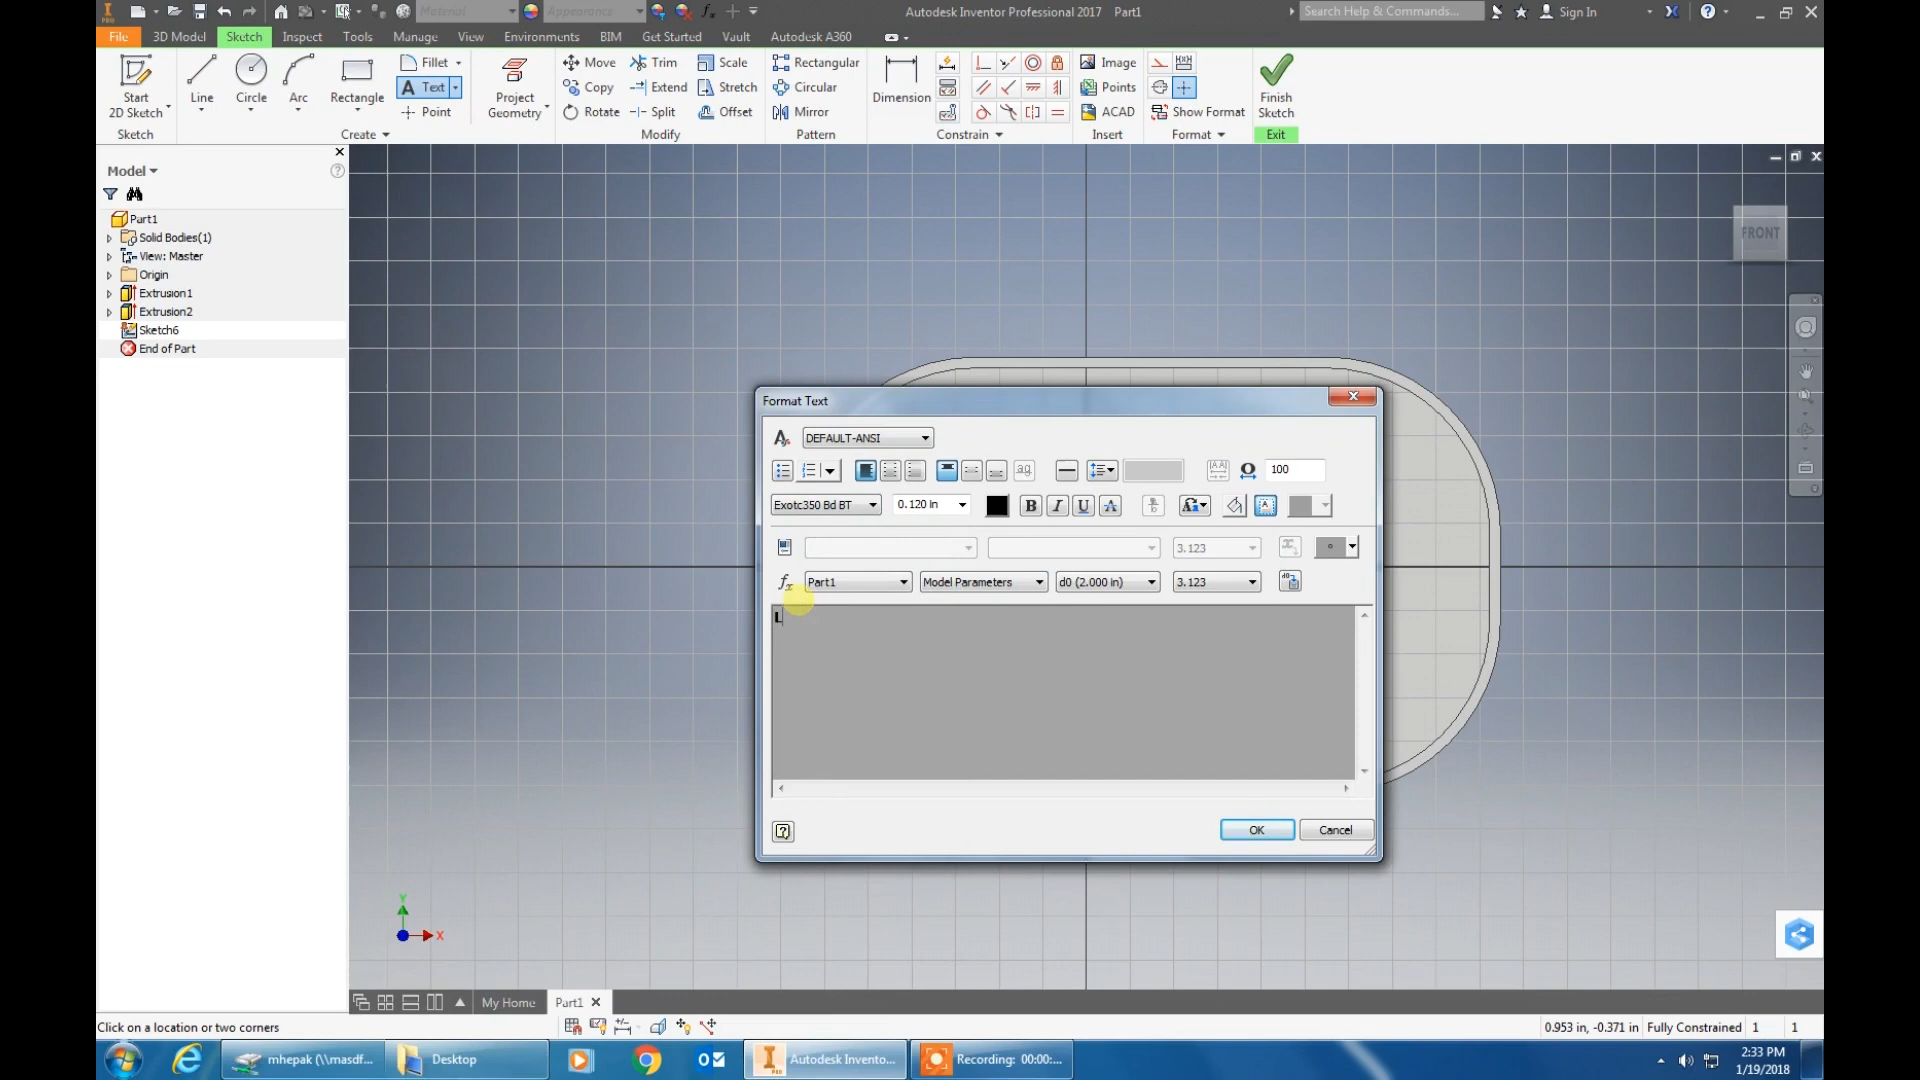 Material
Appearance
Autodesk Inventor Professional 2017 Part1
Search Help & Commands...
Sign In
PRO
File 3D Model Sketch Inspect Tools Manage View Environments BIM Get Started Vault Autodesk A360
Start
2D Sketch
Line
Circle
Arc
Rectangle
Fillet
Text
Point
Project
Geometry
Move
Copy
Rotate
Trim
Extend
Split
Scale
Stretch
Offset
Rectangular
Circular
Mirror
Dimension
Image
Points
ACAD
Show Format
Finish
Sketch
Sketch Create Modify Pattern Constrain Insert Format Exit
Model
Part1
Solid Bodies(1)
View: Master
Origin
Extrusion1
Extrusion2
Sketch6
End of Part
FRONT
Format Text
DEFAULT-ANSI
100
Exotc350 Bd BT 0.120 in B I U A
3.123
fx Part1 Model Parameters d0 (2.000 in) 3.123
L
OK Cancel
Y
X
My Home Part1
Click on a location or two corners
0.953 in, -0.371 in Fully Constrained 1 1
mhepak (\\masdf...
Desktop
Autodesk Invento...
Recording: 00:00:...
2:33 PM
1/19/2018